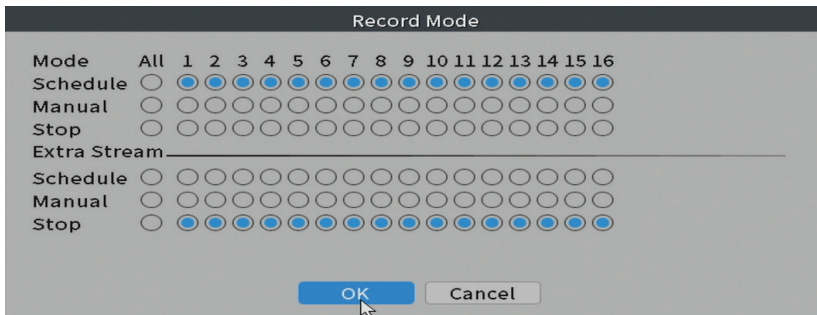 Record Mode
Mode All 1 2 3 4 5 6 7 8 9 10 11 12 13 14 15 16
Schedule
Manual
Stop
Extra Stream
Schedule
Manual
Stop
OK Cancel